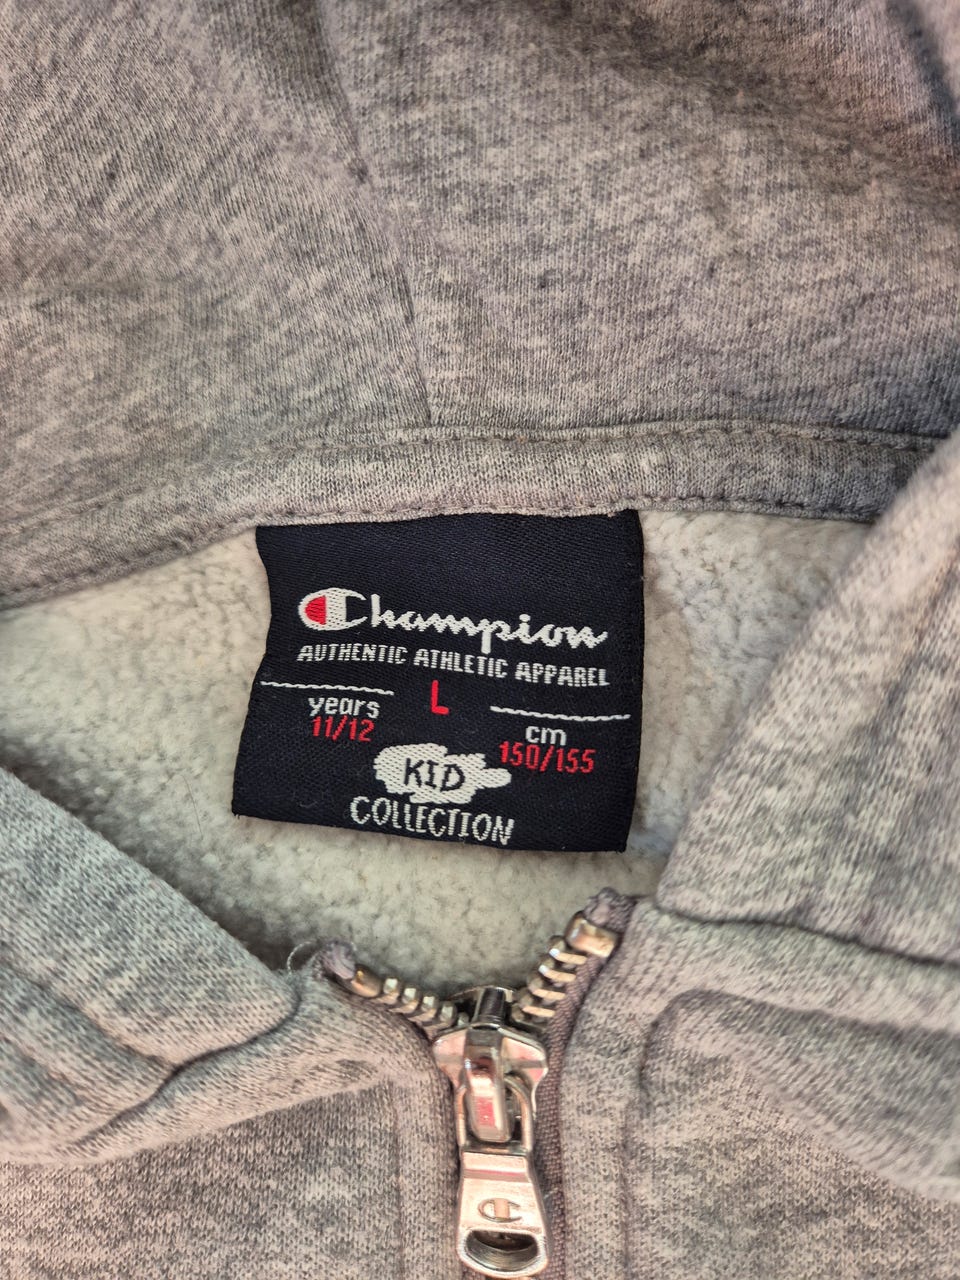 Champion
AUTHENTIC ATHLETIC APPAREL
L
years
11/12
cm
150/155
KID
COLLECTION